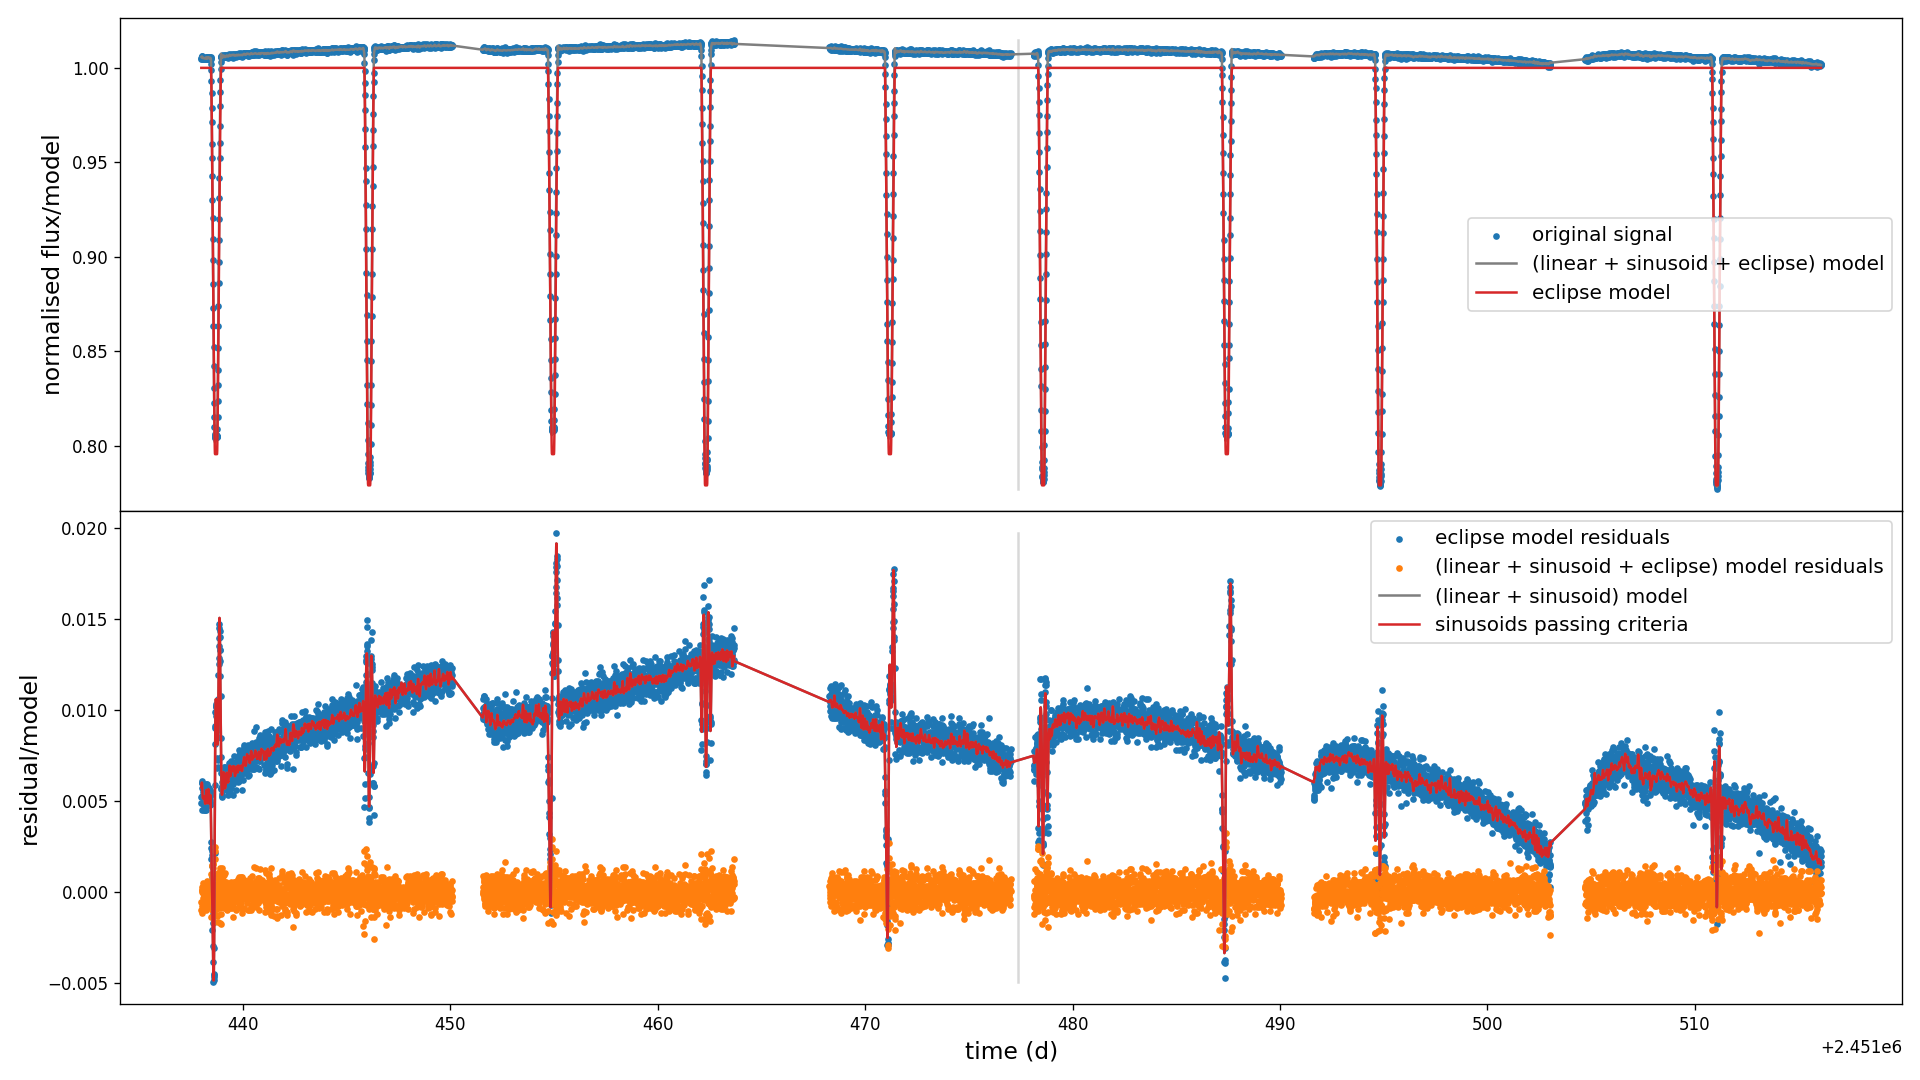 1.00
0.95
0.90
0.85
0.80
normalised flux/model
original signal
(linear + sinusoid + eclipse) model
eclipse model
0.020
0.015
0.010
0.005
0.000
−0.005
residual/model
eclipse model residuals
(linear + sinusoid + eclipse) model residuals
(linear + sinusoid) model
sinusoids passing criteria
440 450 460 470 480 490 500 510
time (d)
+2.451e6